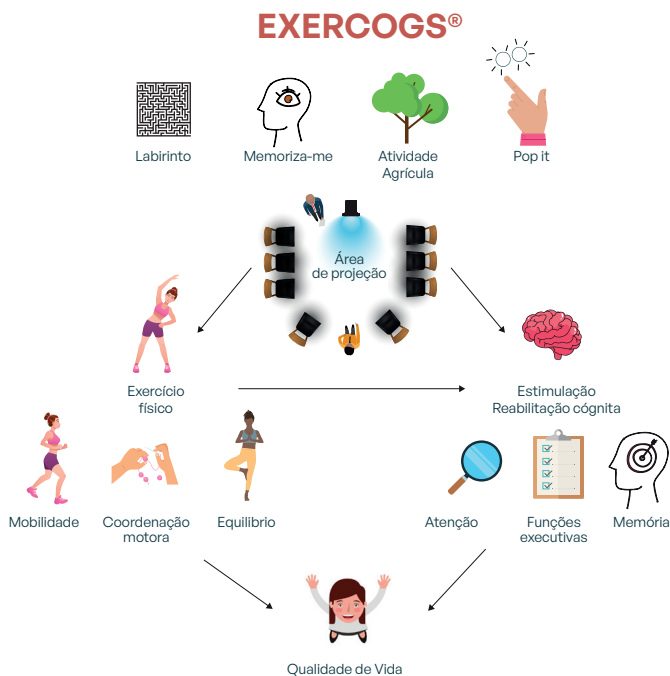 EXERCOGS®
Labirinto
Memoriza-me
Atividade
Agrícula
Pop it
Área
de projeção
Exercício
físico
Estimulação
Reabilitação cógnita
Mobilidade
Coordenação
motora
Equilibrio
Atenção
Funções
executivas
Memória
Qualidade de Vida